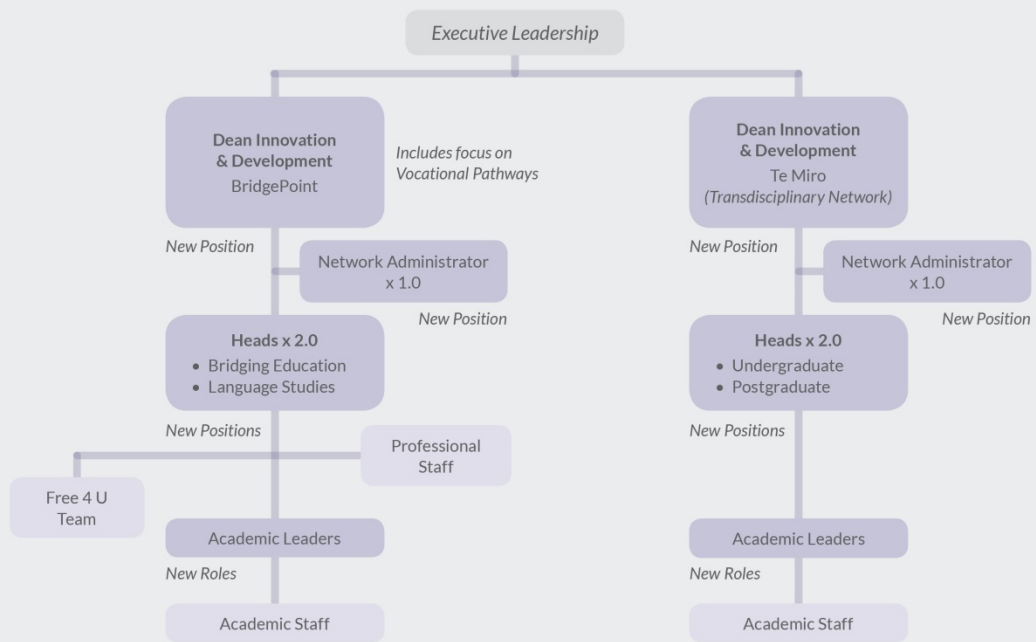 Executive Leadership
Dean Innovation
& Development
BridgePoint
Includes focus on
Vocational Pathways
New Position
Network Administrator
x 1.0
New Position
Heads x 2.0
• Bridging Education
• Language Studies
New Positions
Professional
Staff
Free 4 U
Team
Academic Leaders
New Roles
Academic Staff
Dean Innovation
& Development
Te Miro
(Transdisciplinary Network)
New Position
Network Administrator
x 1.0
New Position
Heads x 2.0
• Undergraduate
• Postgraduate
New Positions
Academic Leaders
New Roles
Academic Staff